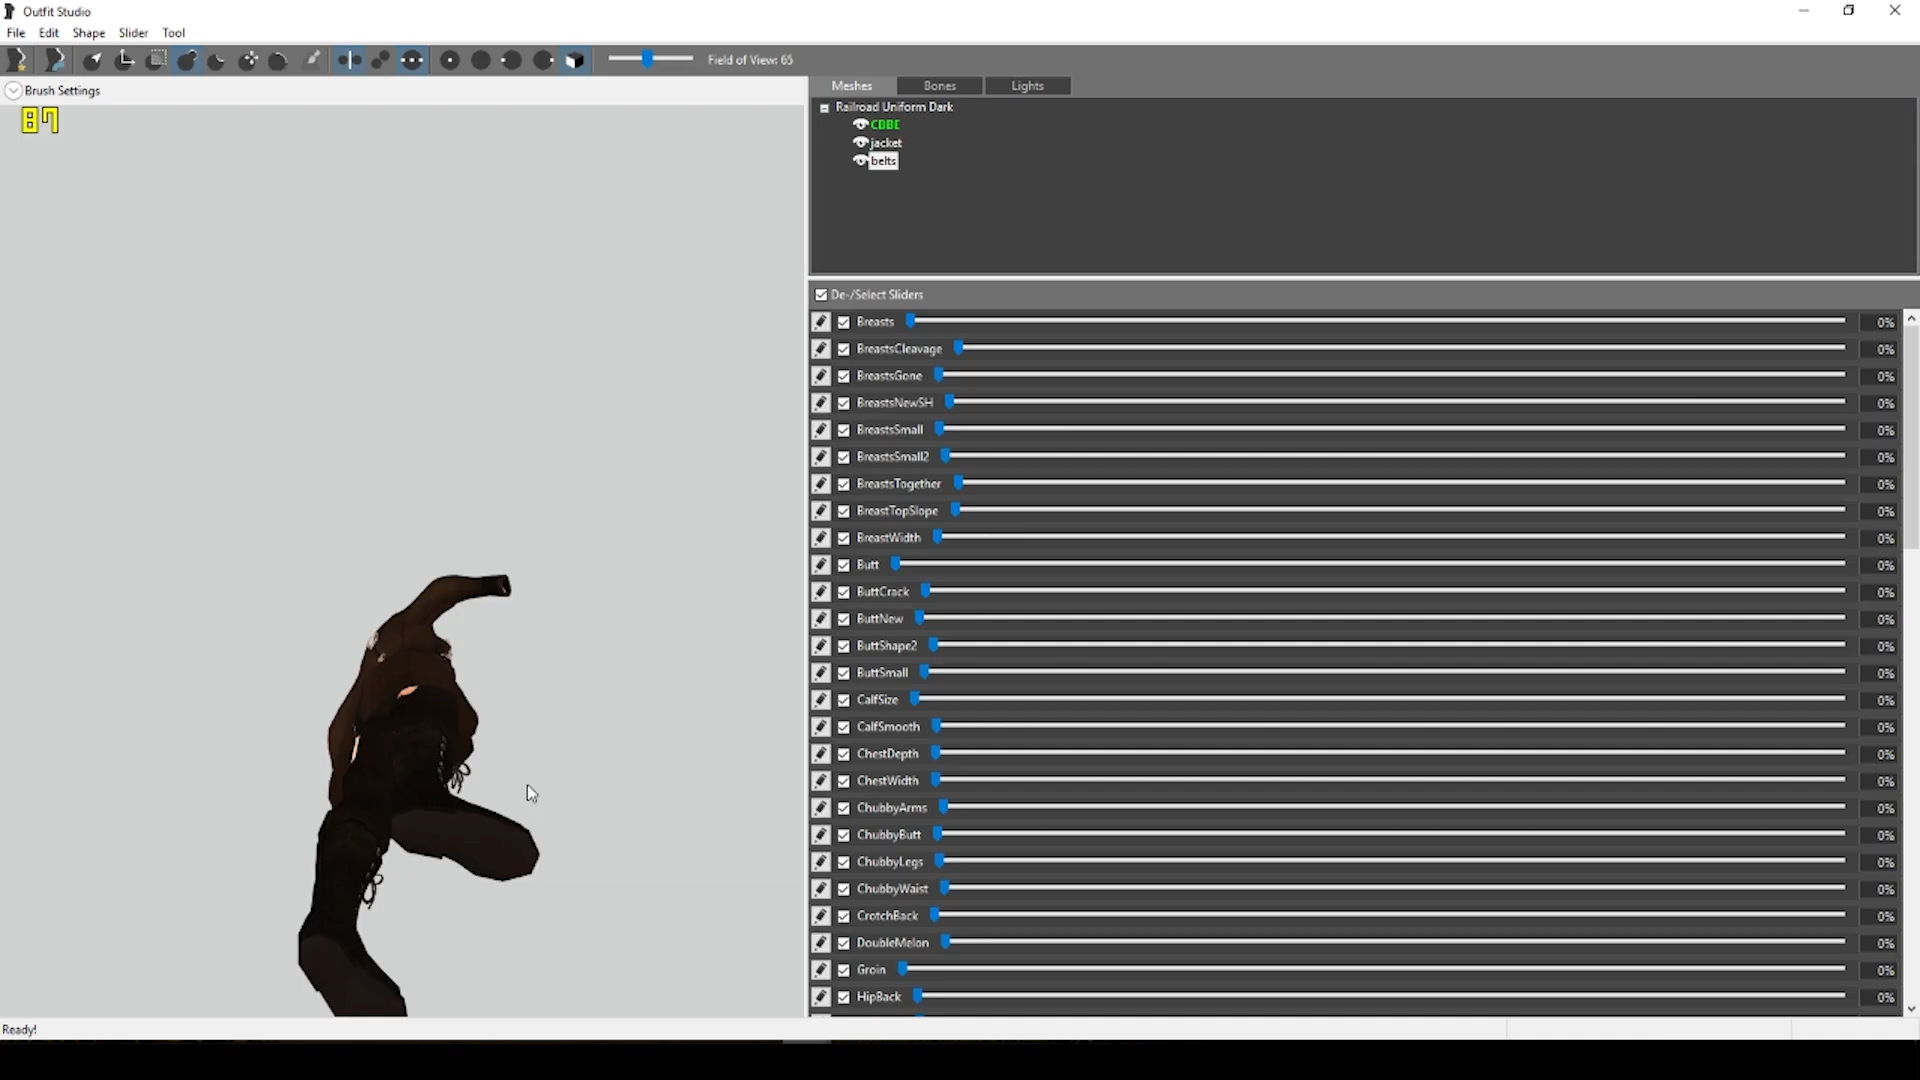 Outfit Studio
File Edit Shape Slider Tool
Field of View: 65
Brush Settings
87
Meshes Bones Lights
Railroad Uniform Dark
CBBE
jacket
belts
De-/Select Sliders
Breasts 0%
BreastsCleavage 0%
BreastsGone 0%
BreastsNewSH 0%
BreastsSmall 0%
BreastsSmall2 0%
BreastsTogether 0%
BreastTopSlope 0%
BreastWidth 0%
Butt 0%
ButtCrack 0%
ButtNew 0%
ButtShape2 0%
ButtSmall 0%
CalfSize 0%
CalfSmooth 0%
ChestDepth 0%
ChestWidth 0%
ChubbyArms 0%
ChubbyButt 0%
ChubbyLegs 0%
ChubbyWaist 0%
CrotchBack 0%
DoubleMelon 0%
Groin 0%
HipBack 0%
Ready!